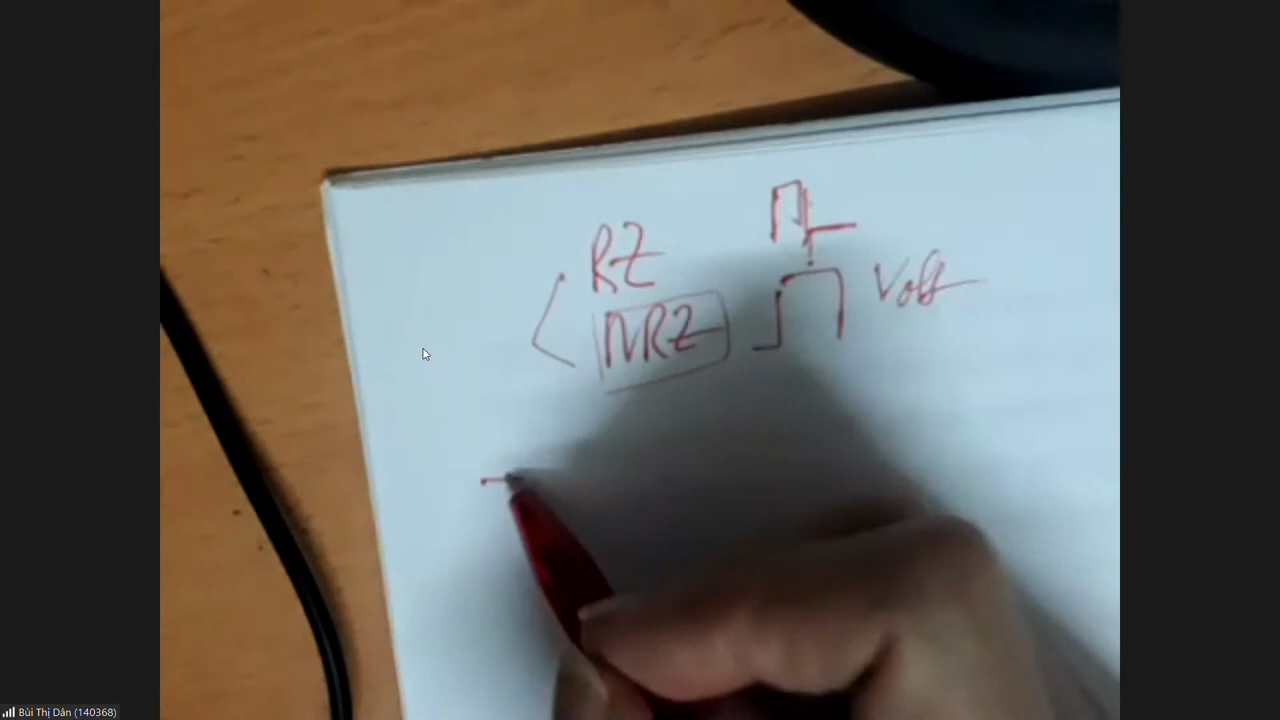 RZ
NRZ
Volt
Bùi Thị Dân (140368)